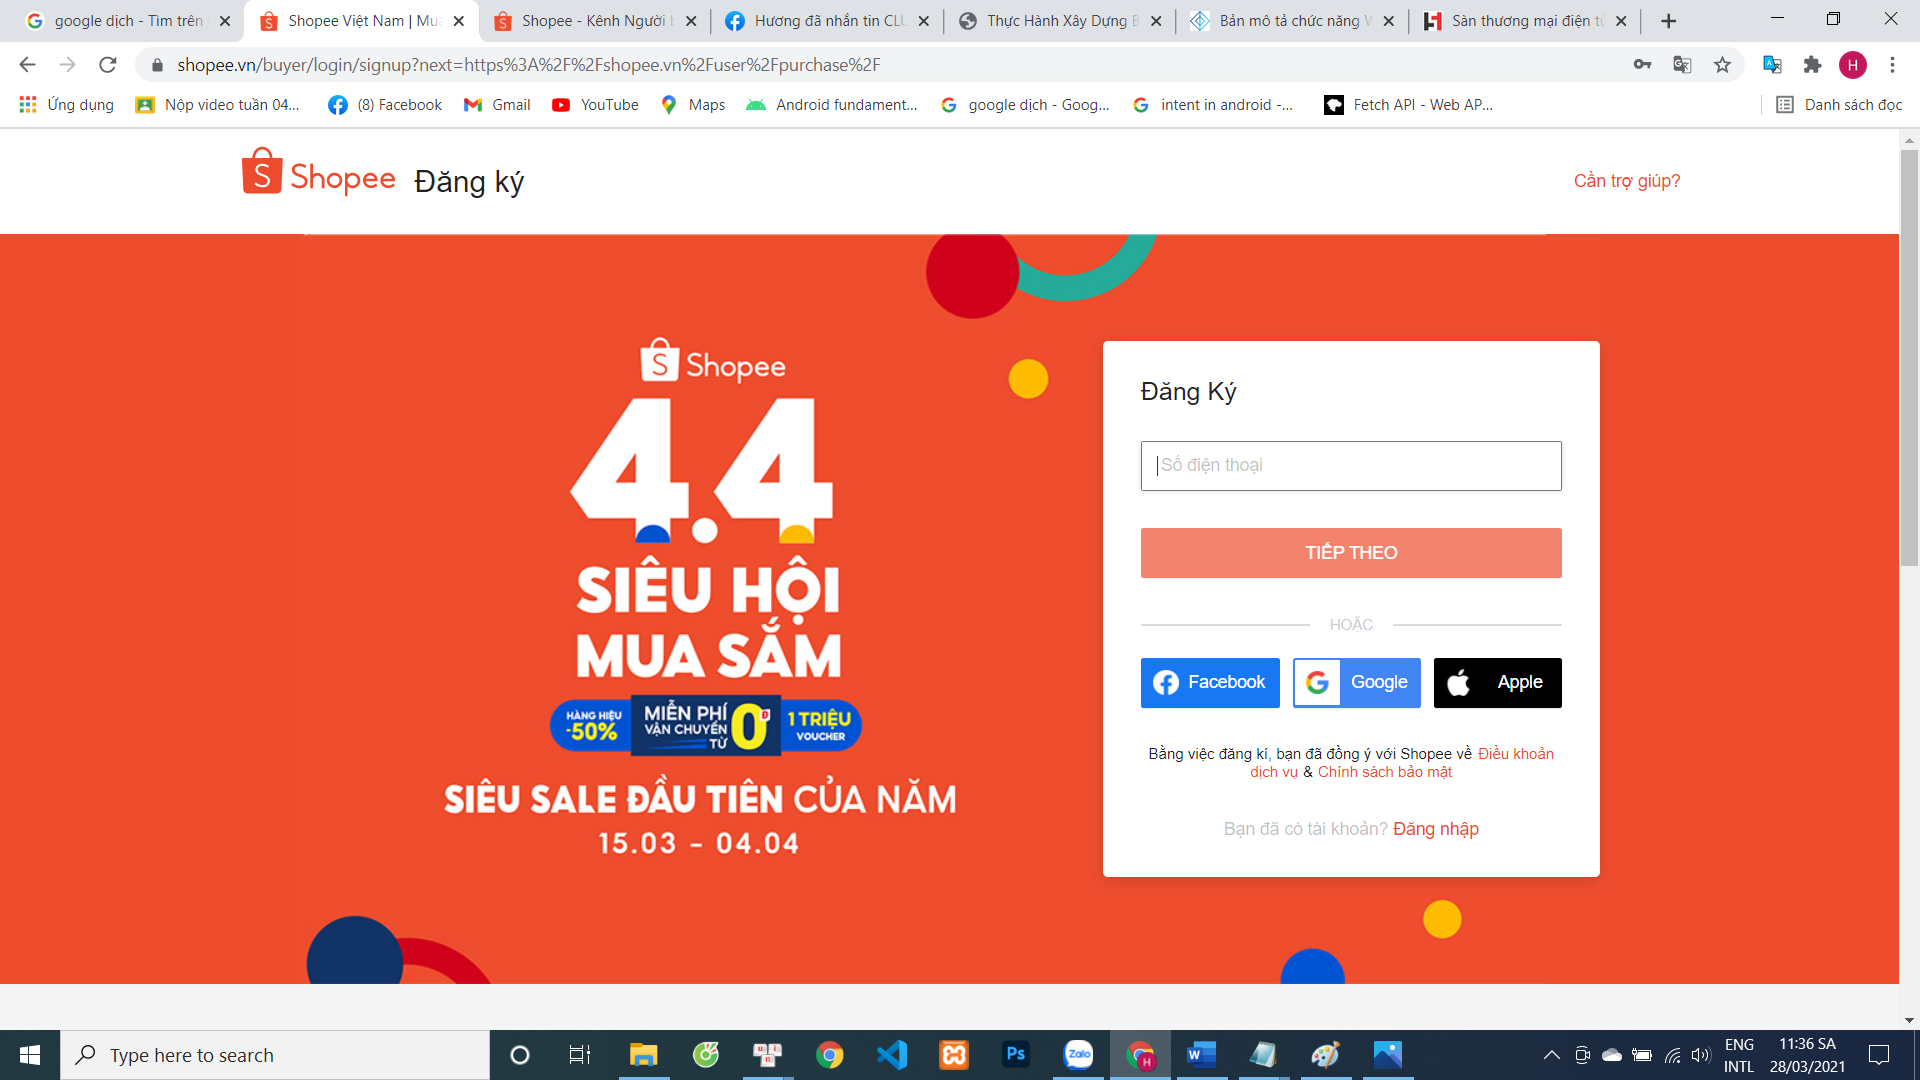 google dịch - Tìm trên
Shopee Việt Nam | Mua
Shopee - Kênh Người b
Hương đã nhắn tin CLU
Thực Hành Xây Dựng B
Bản mô tả chức năng W
Sàn thương mại điện tử
shopee.vn/buyer/login/signup?next=https%3A%2F%2Fshopee.vn%2Fuser%2Fpurchase%2F
H
Ứng dụng
Nộp video tuần 04...
(8) Facebook
Gmail
YouTube
Maps
Android fundament...
google dịch - Goog...
intent in android -...
Fetch API - Web AP...
Danh sách đọc
Shopee
Đăng ký
Cần trợ giúp?
Shopee
4.4
SIÊU HỘI
MUA SẮM
HÀNG HIỆU
-50%
MIỄN PHÍ
VẬN CHUYỂN
TỪ
0Đ
1 TRIỆU
VOUCHER
SIÊU SALE ĐẦU TIÊN CỦA NĂM
15.03 - 04.04
Đăng Ký
Số điện thoại
TIẾP THEO
HOẶC
Facebook
Google
Apple
Bằng việc đăng kí, bạn đã đồng ý với Shopee về Điều khoản
dịch vụ & Chính sách bảo mật
Bạn đã có tài khoản? Đăng nhập
Type here to search
Ps
Zalo
H
W
ENG
INTL
11:36 SA
28/03/2021